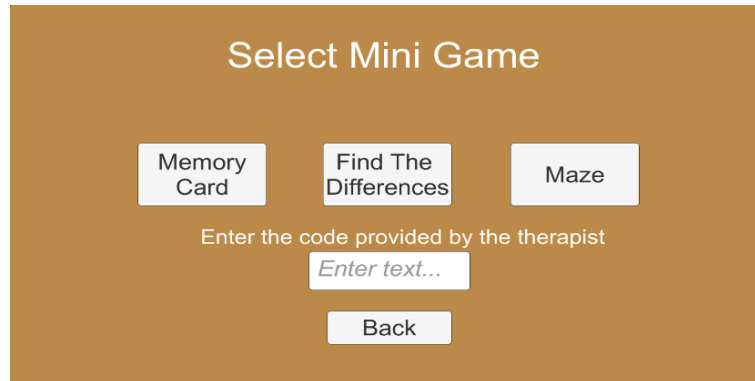 Select Mini Game
Memory
Card
Find The
Differences
Maze
Enter the code provided by the therapist
Enter text...
Back